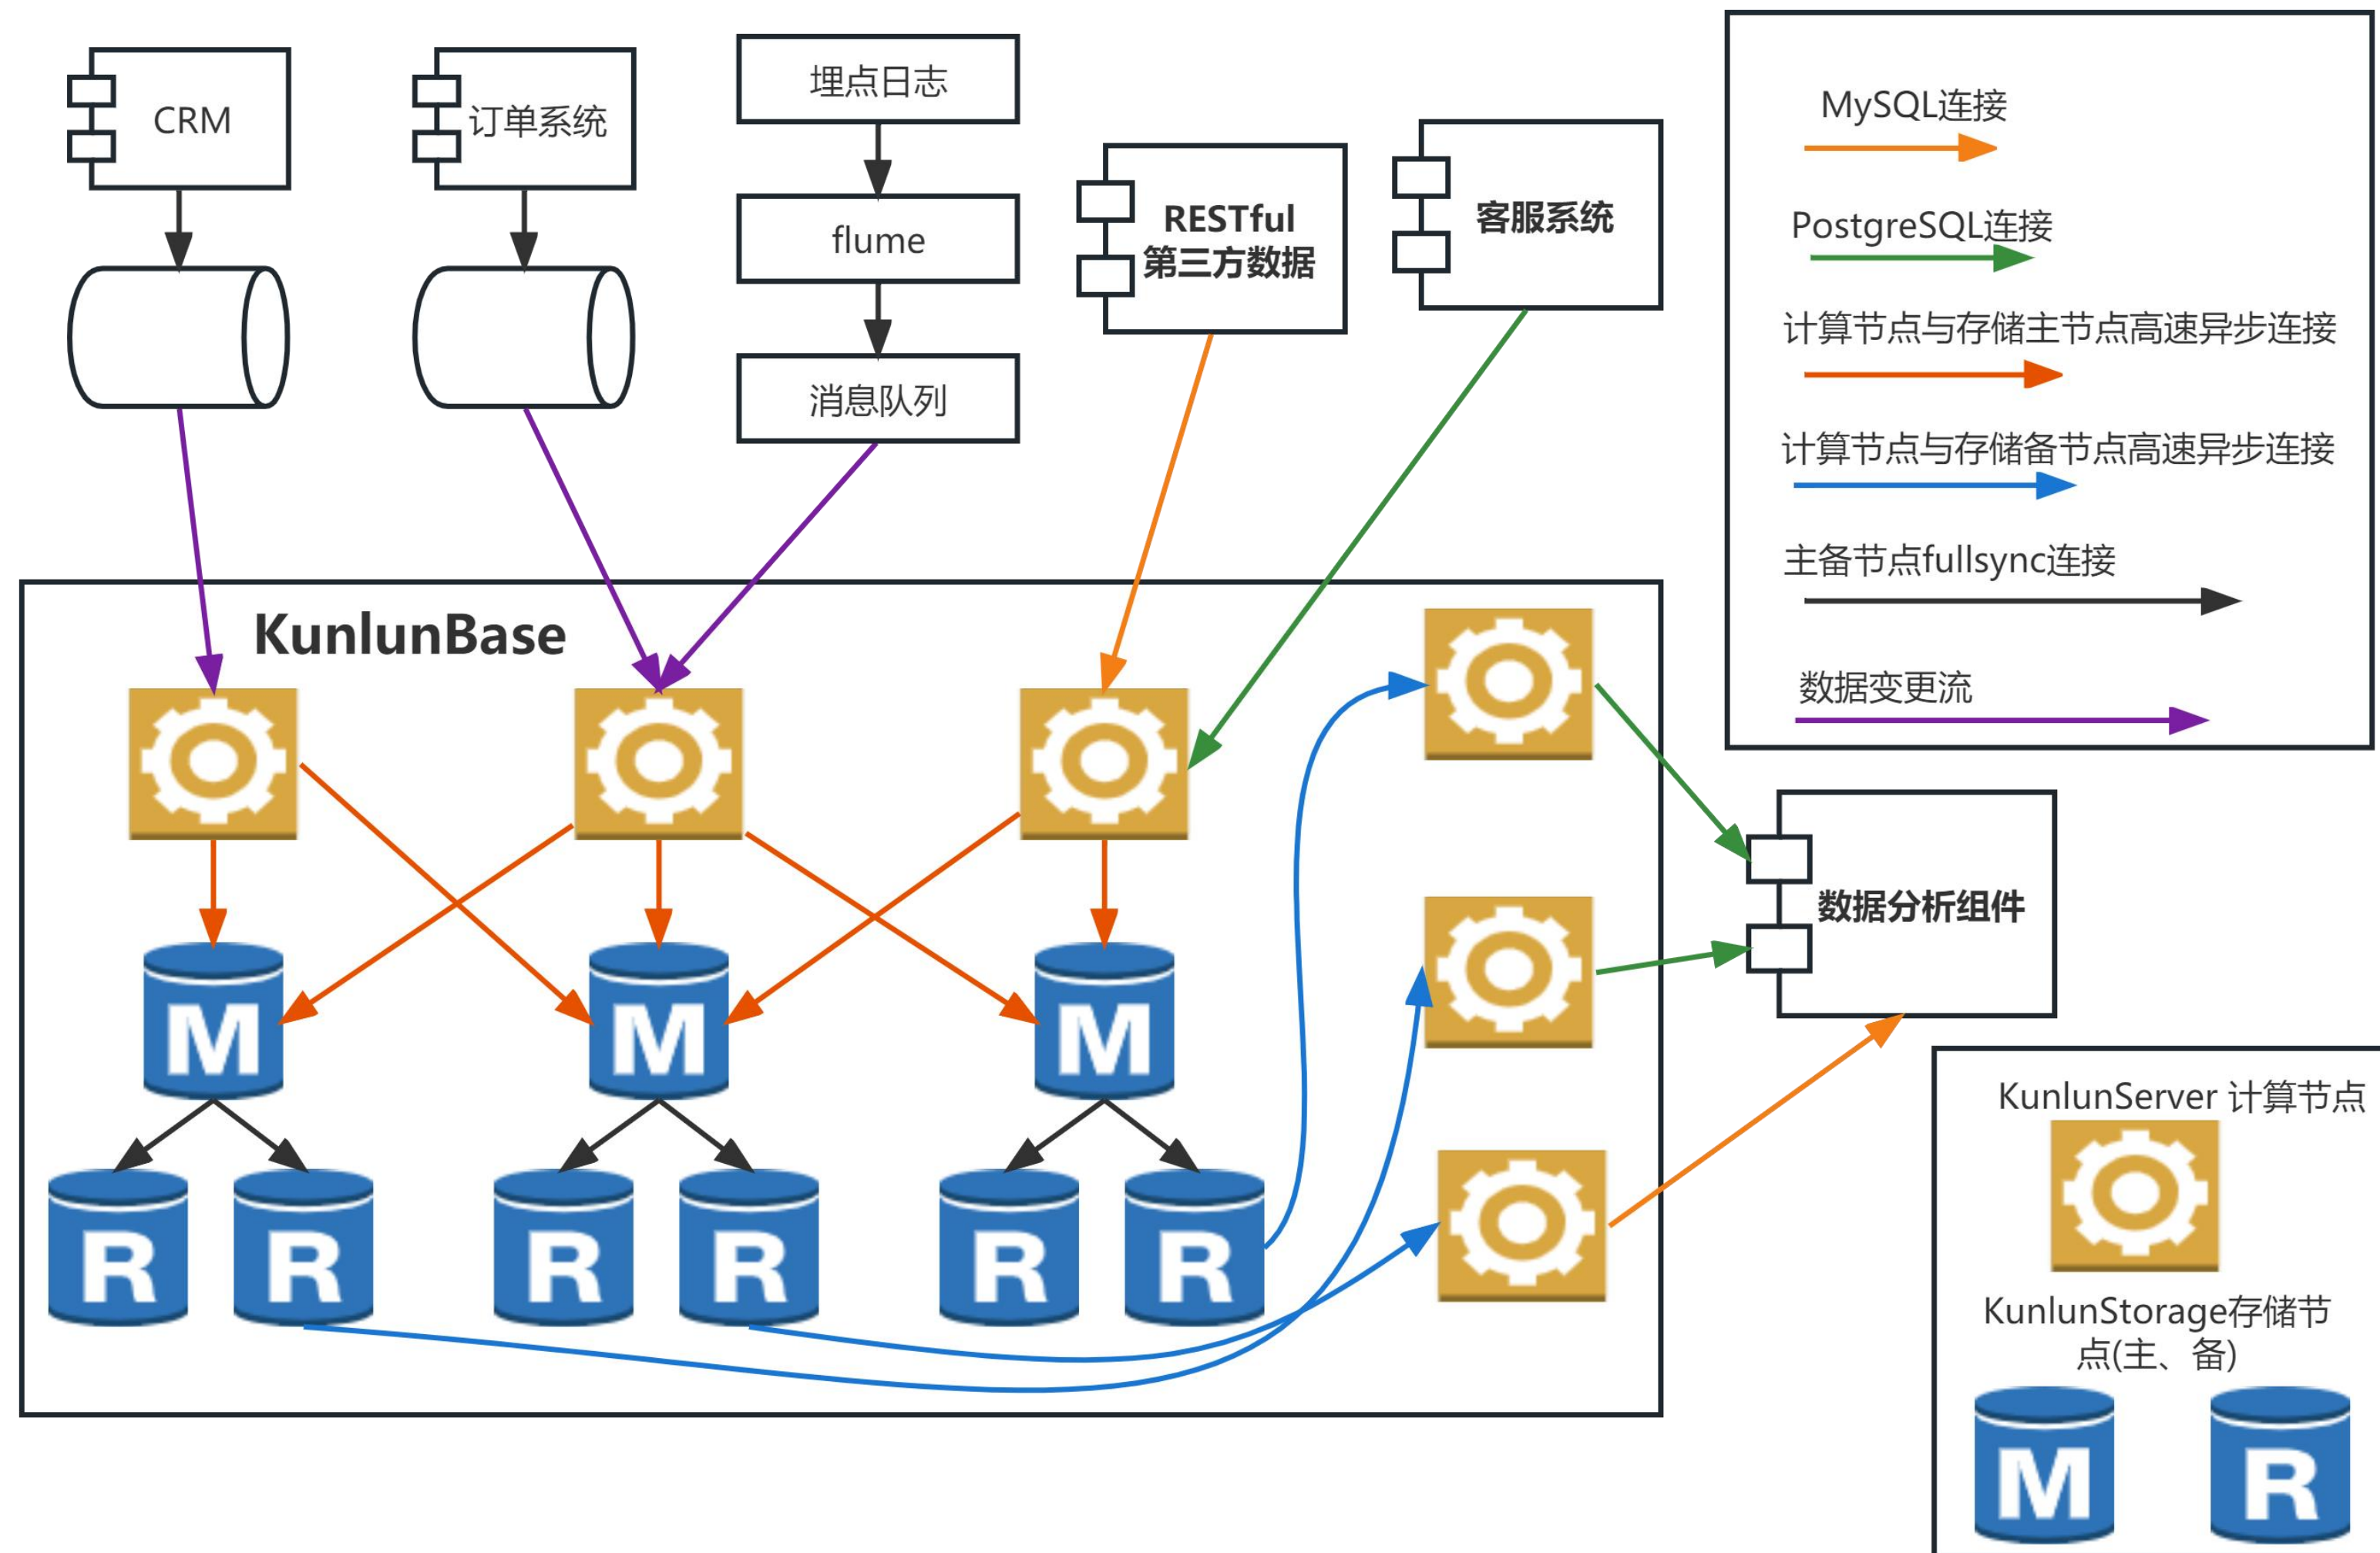 CRM
订单系统
埋点日志
flume
消息队列
RESTful
第三方数据
客服系统
MySQL连接
PostgreSQL连接
计算节点与存储主节点高速异步连接
计算节点与存储备节点高速异步连接
主备节点fullsync连接
数据变更流
KunlunBase
M
M
M
R
R
R
R
R
R
数据分析组件
KunlunServer 计算节点
KunlunStorage存储节
点(主、备)
M
R